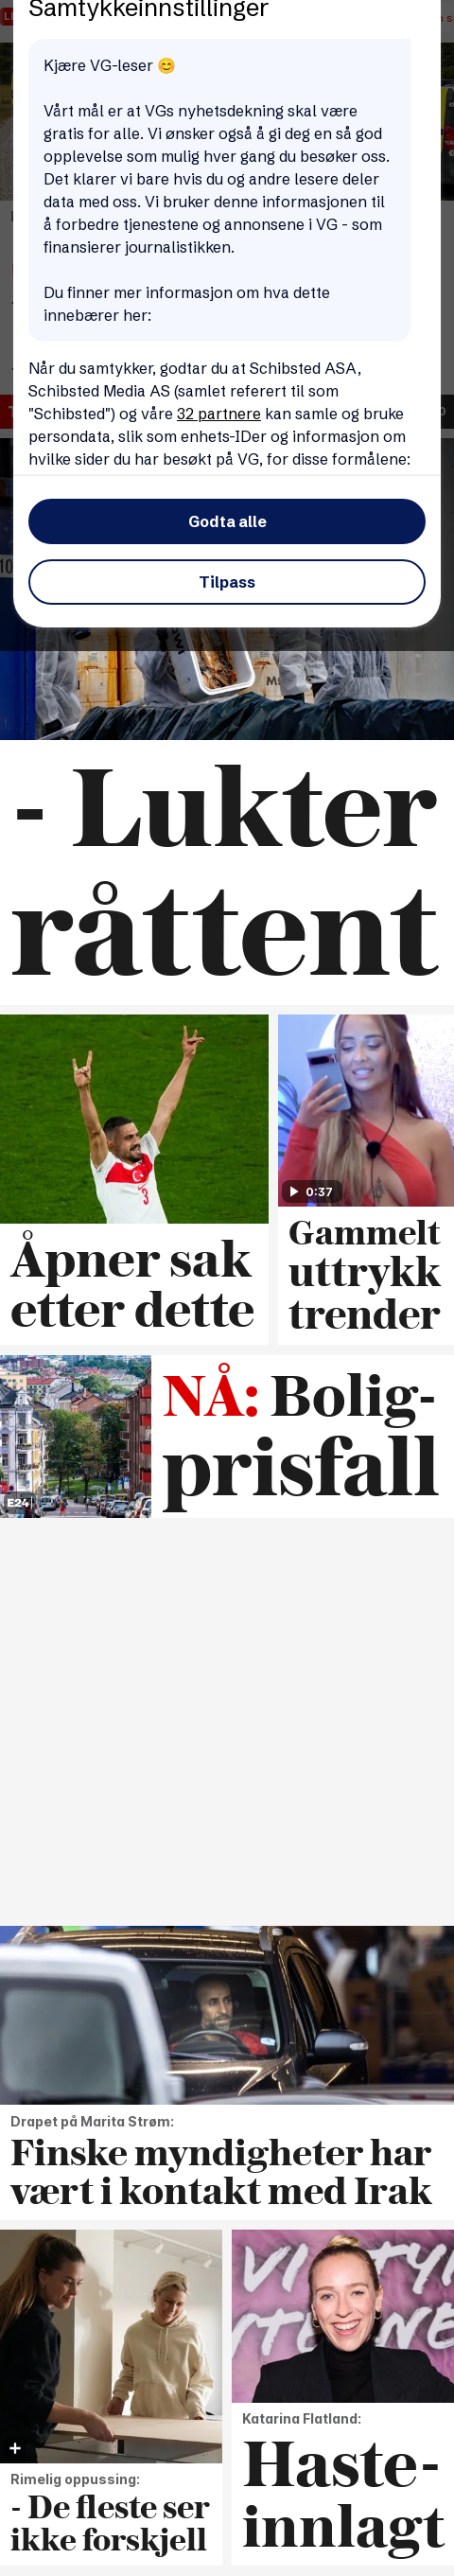 Samtykkeinnstillinger
Kjære VG-leser 😊
Vårt mål er at VGs nyhetsdekning skal være
gratis for alle. Vi ønsker også å gi deg en så god
opplevelse som mulig hver gang du besøker oss.
Det klarer vi bare hvis du og andre lesere deler
data med oss. Vi bruker denne informasjonen til
å forbedre tjenestene og annonsene i VG - som
finansierer journalistikken.
Du finner mer informasjon om hva dette
innebærer her:
Når du samtykker, godtar du at Schibsted ASA,
Schibsted Media AS (samlet referert til som
"Schibsted") og våre 32 partnere kan samle og bruke
persondata, slik som enhets-IDer og informasjon om
hvilke sider du har besøkt på VG, for disse formålene:
Godta alle
Tilpass
- Lukter
råttent
0:37
Åpner sak
etter dette
Gammelt
uttrykk
trender
E24
NÅ: Bolig-
prisfall
Drapet på Marita Strøm:
Finske myndigheter har
vært i kontakt med Irak
Rimelig oppussing:
- De fleste ser
ikke forskjell
Katarina Flatland:
Haste-
innlagt